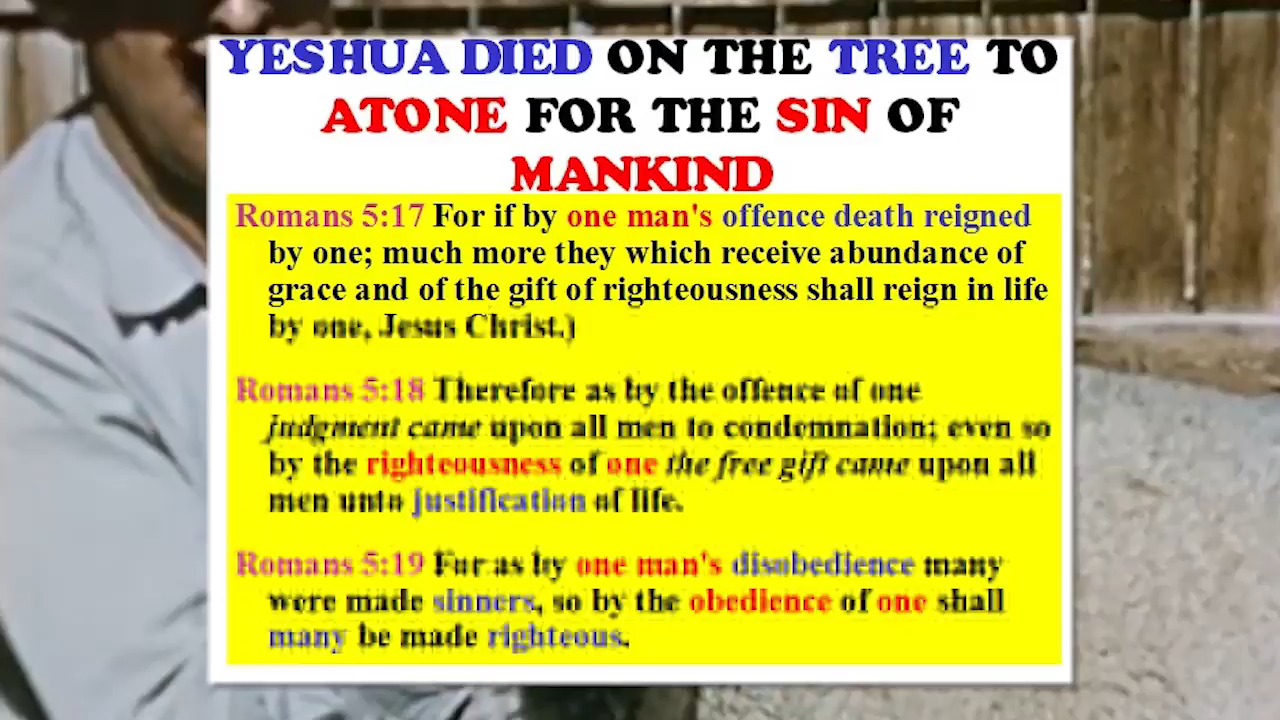 YESHUA DIED ON THE TREE TO
ATONE FOR THE SIN OF
MANKIND
Romans 5:17 For if by one man's offence death reigned
by one; much more they which receive abundance of
grace and of the gift of righteousness shall reign in life
by one, Jesus Christ.)
Romans 5:18 Therefore as by the offence of one
judgment came upon all men to condemnation; even so
by the righteousness of one the free gift came upon all
men unto justification of life.
Romans 5:19 For as by one man's disobedience many
were made sinners, so by the obedience of one shall
many be made righteous.